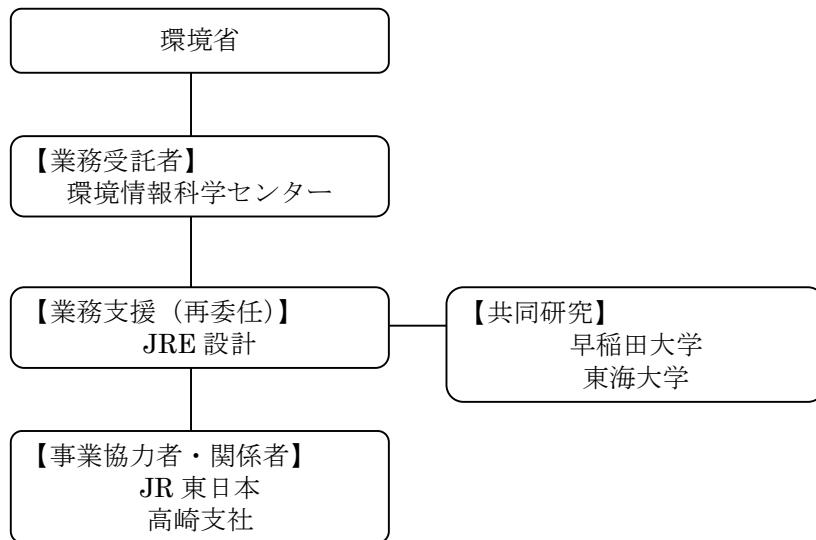 環境省
【業務受託者】
環境情報科学センター
【業務支援（再委任）】
JRE 設計
【共同研究】
早稲田大学
東海大学
【事業協力者・関係者】
JR 東日本
高崎支社